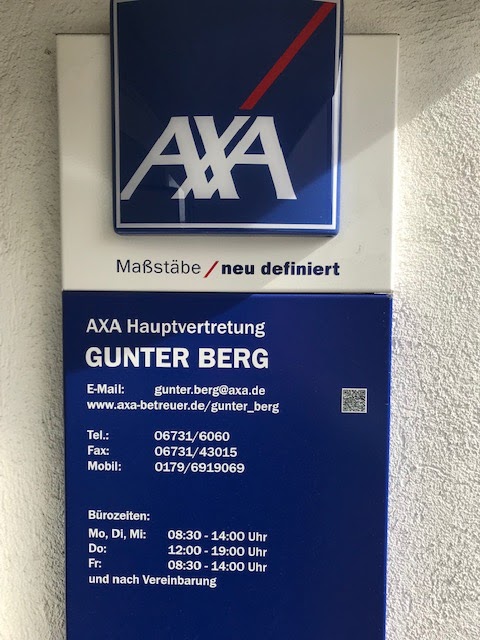 AXA
Maßstäbe / neu definiert
AXA Hauptvertretung
GUNTER BERG
E-Mail: gunter.berg@axa.de
www.axa-betreuer.de/gunter_berg
Tel.: 06731/6060
Fax: 06731/43015
Mobil: 0179/6919069
Bürozeiten:
Mo, Di, Mi: 08:30 - 14:00 Uhr
Do: 12:00 - 19:00 Uhr
Fr: 08:30 - 14:00 Uhr
und nach Vereinbarung